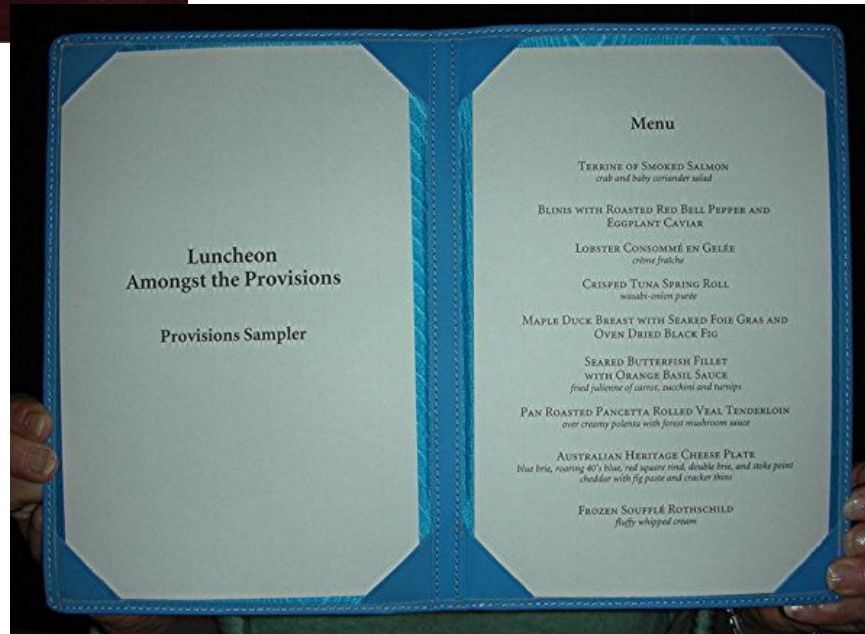 Luncheon
Amongst the Provisions
Provisions Sampler
Menu
Terrine of Smoked Salmon
crab and baby coriander salad
Blinis with Roasted Red Bell Pepper and
Eggplant Caviar
Lobster Consommé en Gelée
crème fraîche
Crisped Tuna Spring Roll
wasabi-onion purée
Maple Duck Breast with Seared Foie Gras and
Oven Dried Black Fig
Seared Butterfish Fillet
with Orange Basil Sauce
fried julienne of carrot, zucchini and turnips
Pan Roasted Pancetta Rolled Veal Tenderloin
over creamy polenta with forest mushroom sauce
Australian Heritage Cheese Plate
blue brie, roaring 40's blue, red square rind, double brie, and stoke point
cheddar with fig paste and cracker thins
Frozen Soufflé Rothschild
fluffy whipped cream